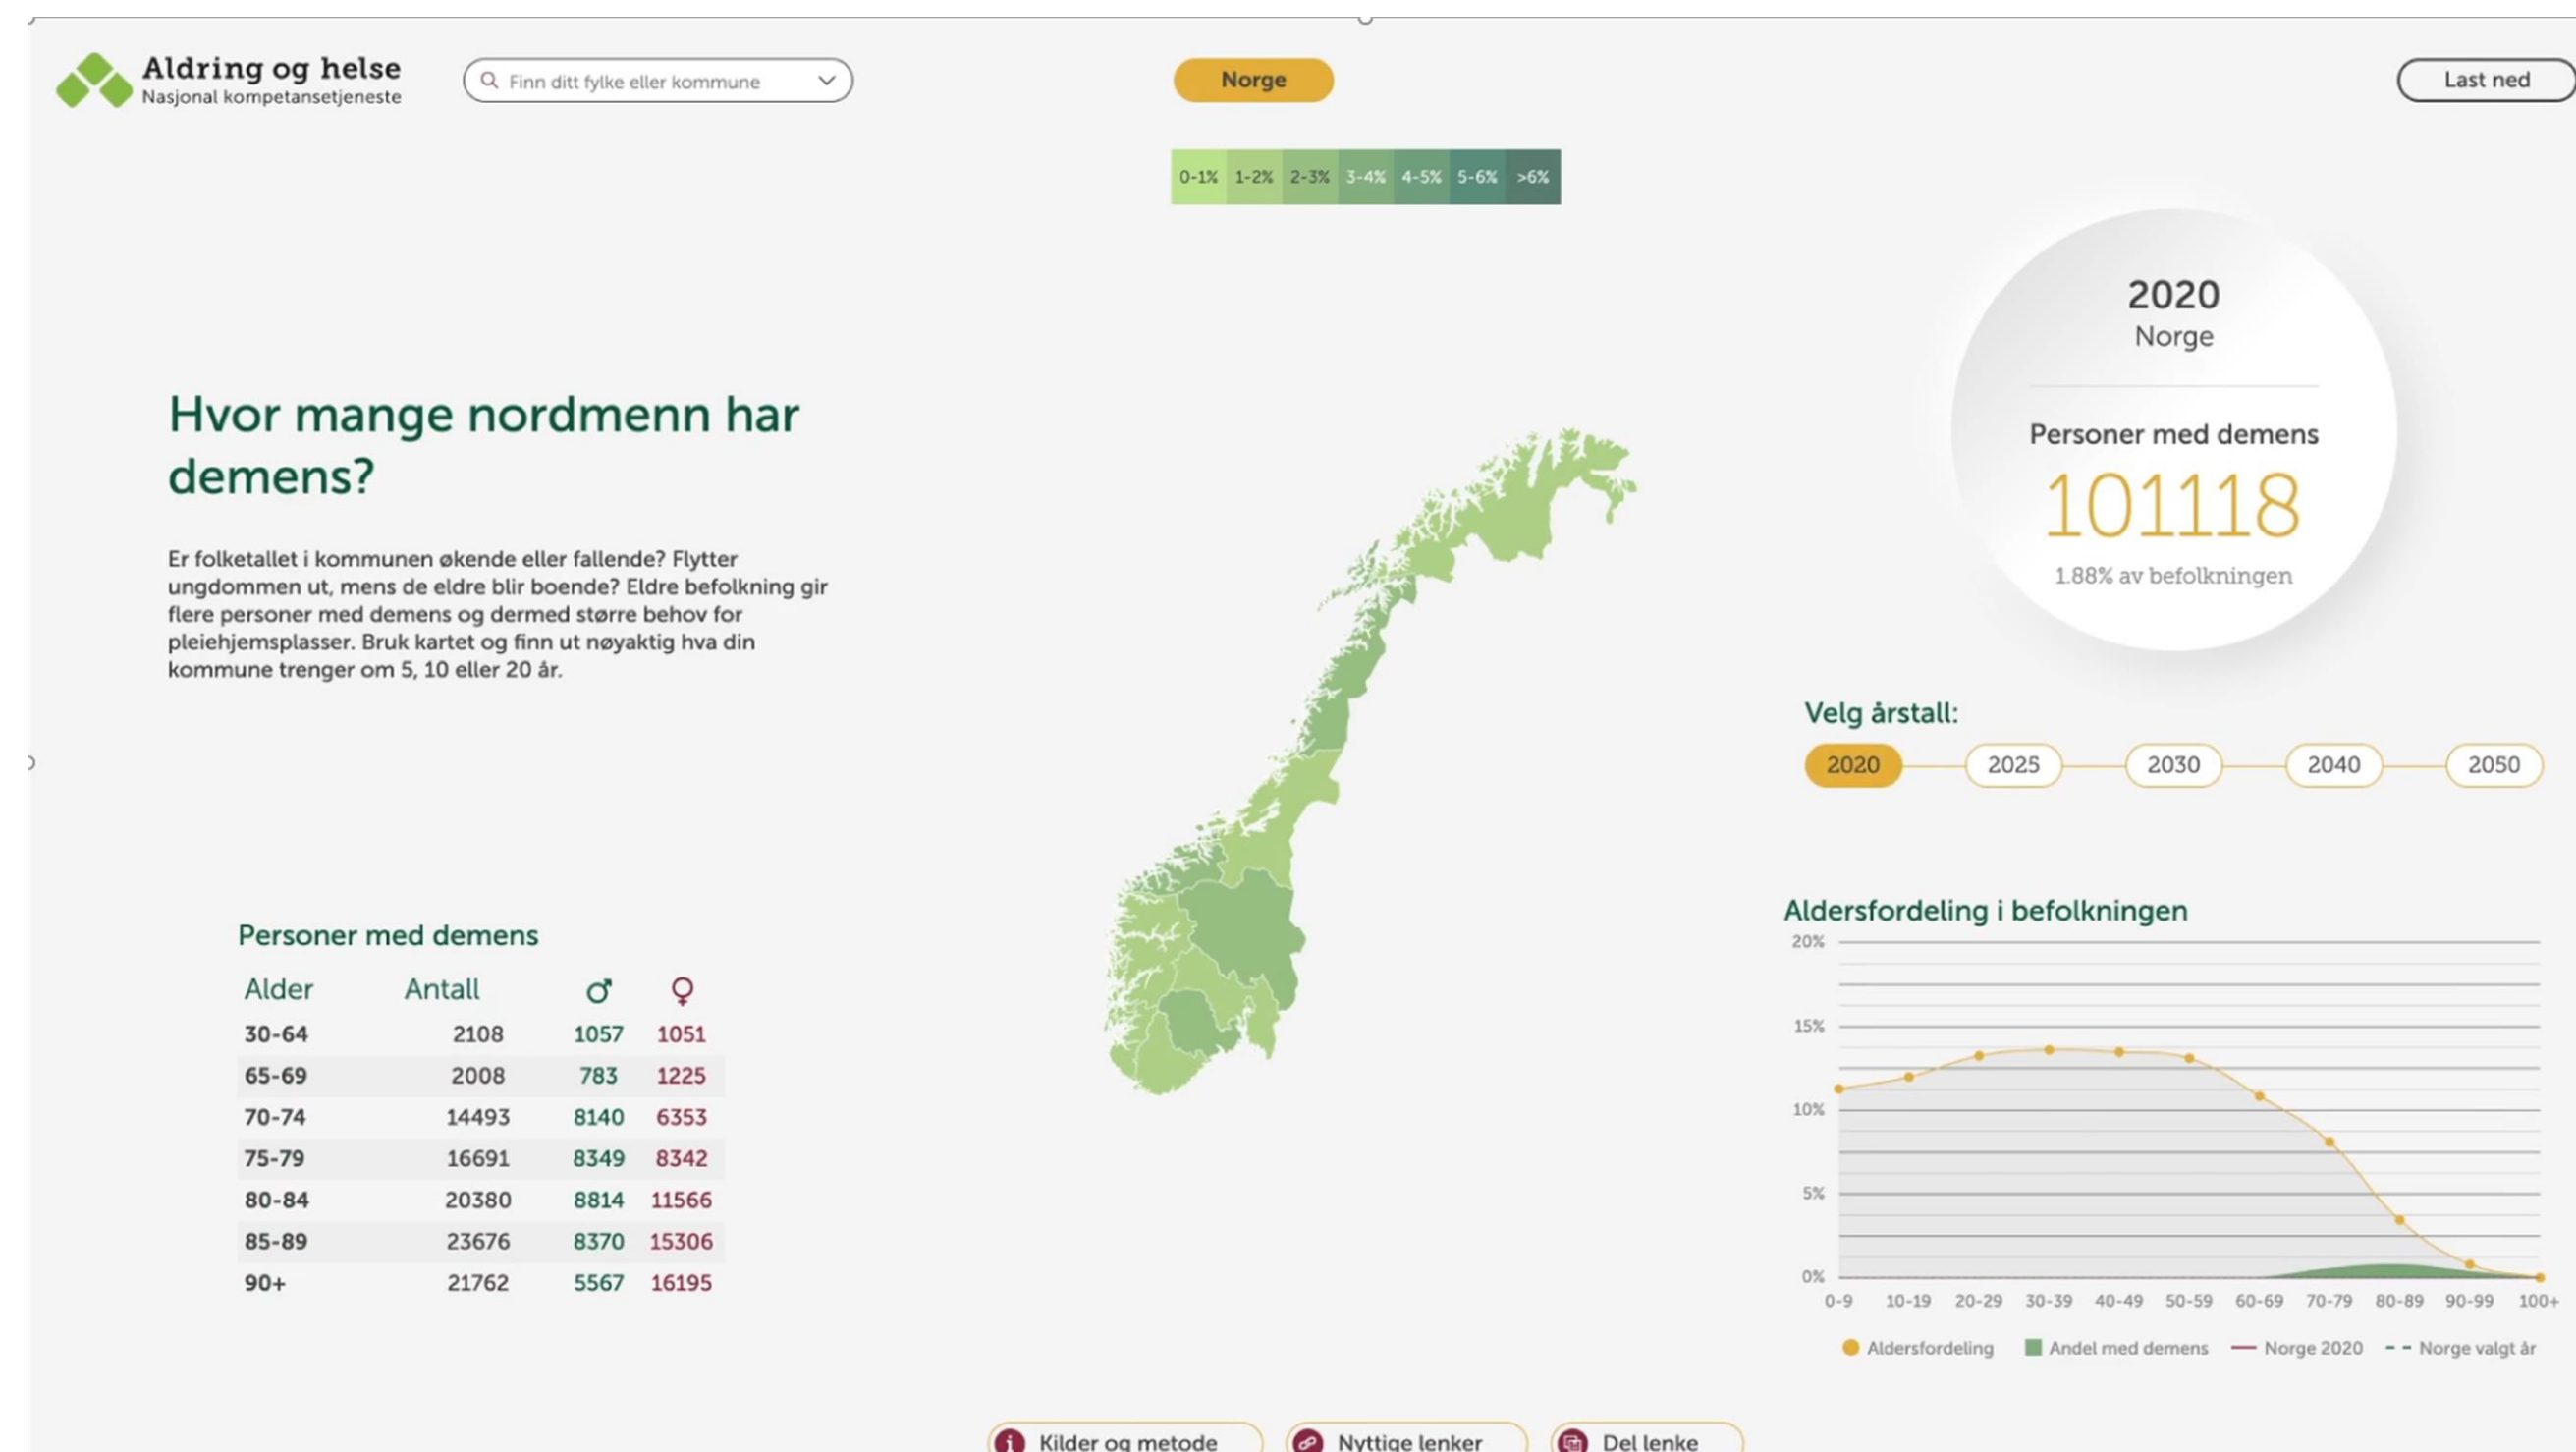 Aldring og helse
Nasjonal kompetansetjeneste
Finn ditt fylke eller kommune
Norge
Last ned
0-1% 1-2% 2-3% 3-4% 4-5% 5-6% >6%
Hvor mange nordmenn har
demens?
Er folketallet i kommunen økende eller fallende? Flytter
ungdommen ut, mens de eldre blir boende? Eldre befolkning gir
flere personer med demens og dermed større behov for
pleiehjemsplasser. Bruk kartet og finn ut nøyaktig hva din
kommune trenger om 5, 10 eller 20 år.
Personer med demens
Alder Antall ♂ ♀
30-64 2108 1057 1051
65-69 2008 783 1225
70-74 14493 8140 6353
75-79 16691 8349 8342
80-84 20380 8814 11566
85-89 23676 8370 15306
90+ 21762 5567 16195
2020
Norge
Personer med demens
101118
1.88% av befolkningen
Velg årstall:
2020 2025 2030 2040 2050
Aldersfordeling i befolkningen
20%
15%
10%
5%
0%
0-9 10-19 20-29 30-39 40-49 50-59 60-69 70-79 80-89 90-99 100+
Aldersfordeling Andel med demens Norge 2020 Norge valgt år
Kilder og metode Nyttige lenker Del lenke